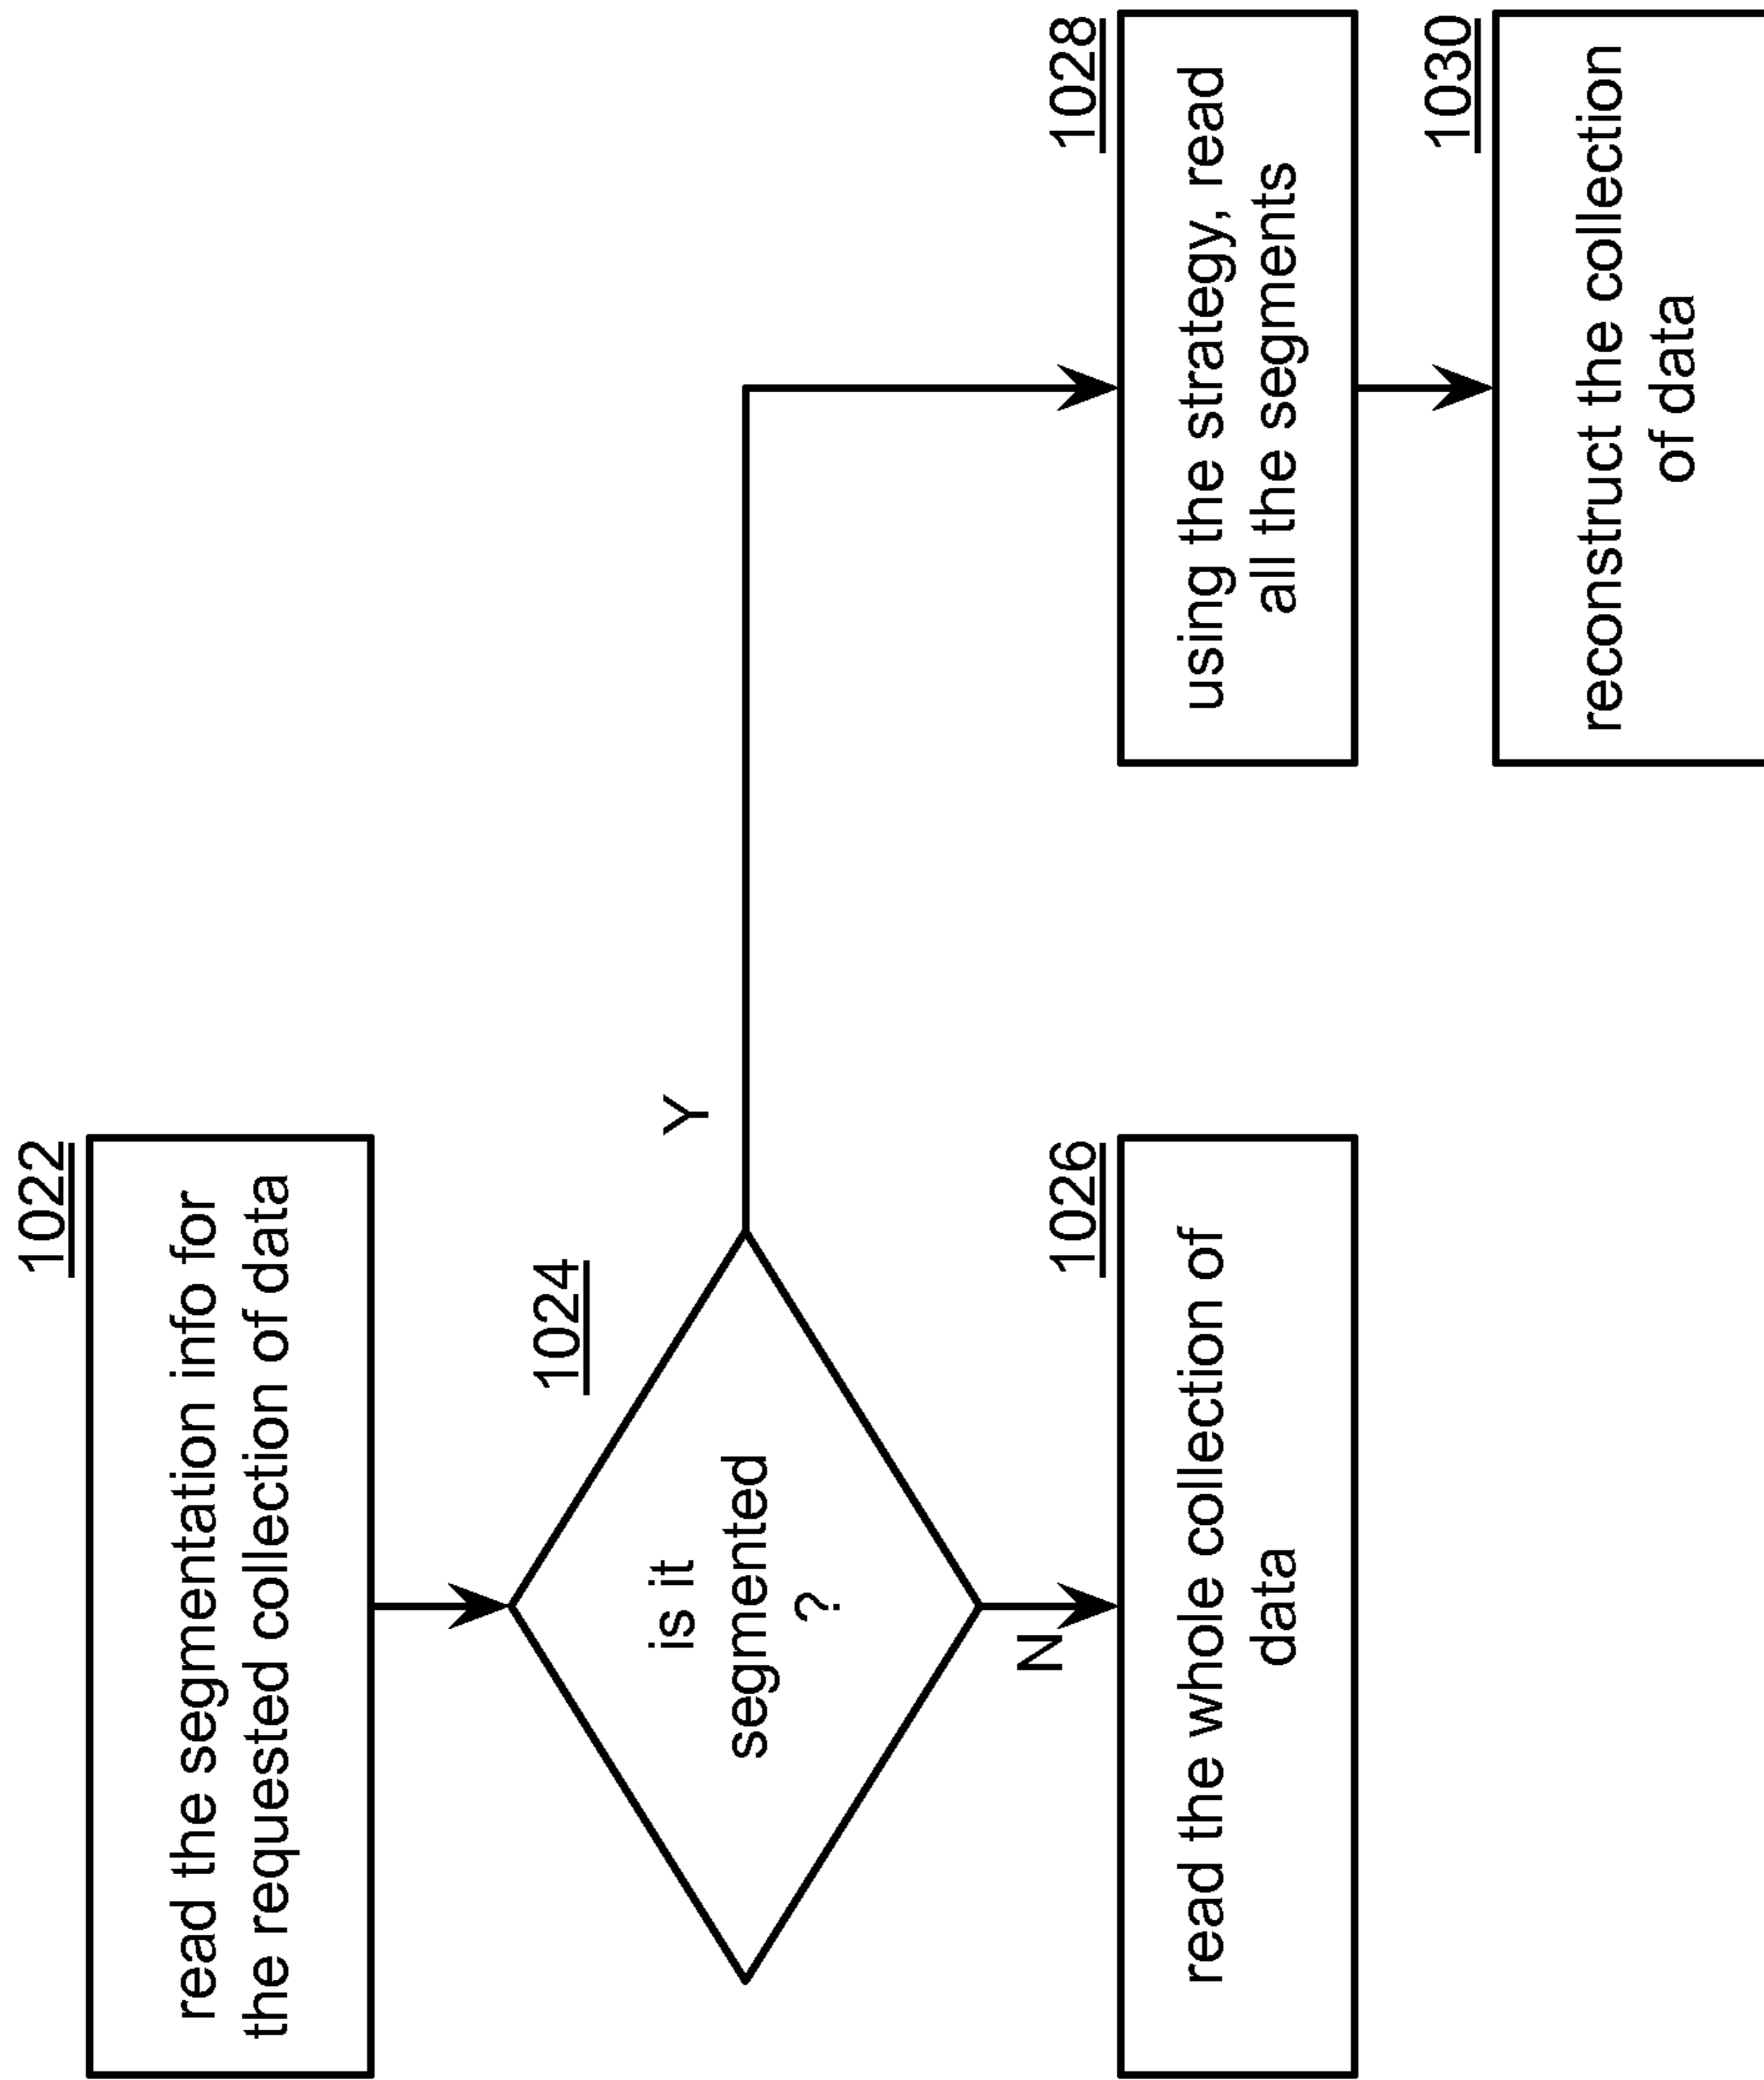 1022
read the segmentation info for
the requested collection of data
1024
is it
segmented
?
Y
N
1026
read the whole collection of
data
1028
using the strategy, read
all the segments
1030
reconstruct the collection
of data